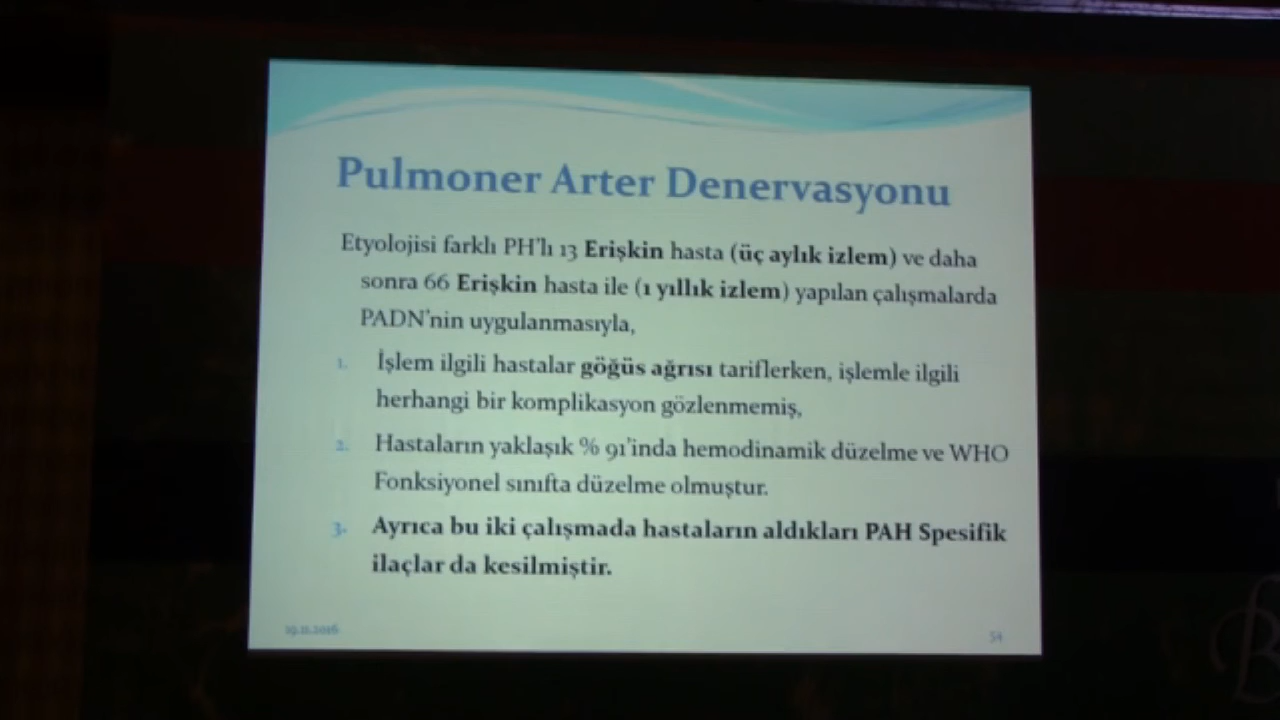 Pulmoner Arter Denervasyonu
Etyolojisi farklı PH'lı 13 Erişkin hasta (üç aylık izlem) ve daha
sonra 66 Erişkin hasta ile (1 yıllık izlem) yapılan çalışmalarda
PADN'nin uygulanmasıyla,
1. İşlem ilgili hastalar göğüs ağrısı tariflerken, işlemle ilgili
herhangi bir komplikasyon gözlenmemiş,
2. Hastaların yaklaşık % 91'inda hemodinamik düzelme ve WHO
Fonksiyonel sınıfta düzelme olmuştur.
3. Ayrıca bu iki çalışmada hastaların aldıkları PAH Spesifik
ilaçlar da kesilmiştir.
19.11.2016
54
B